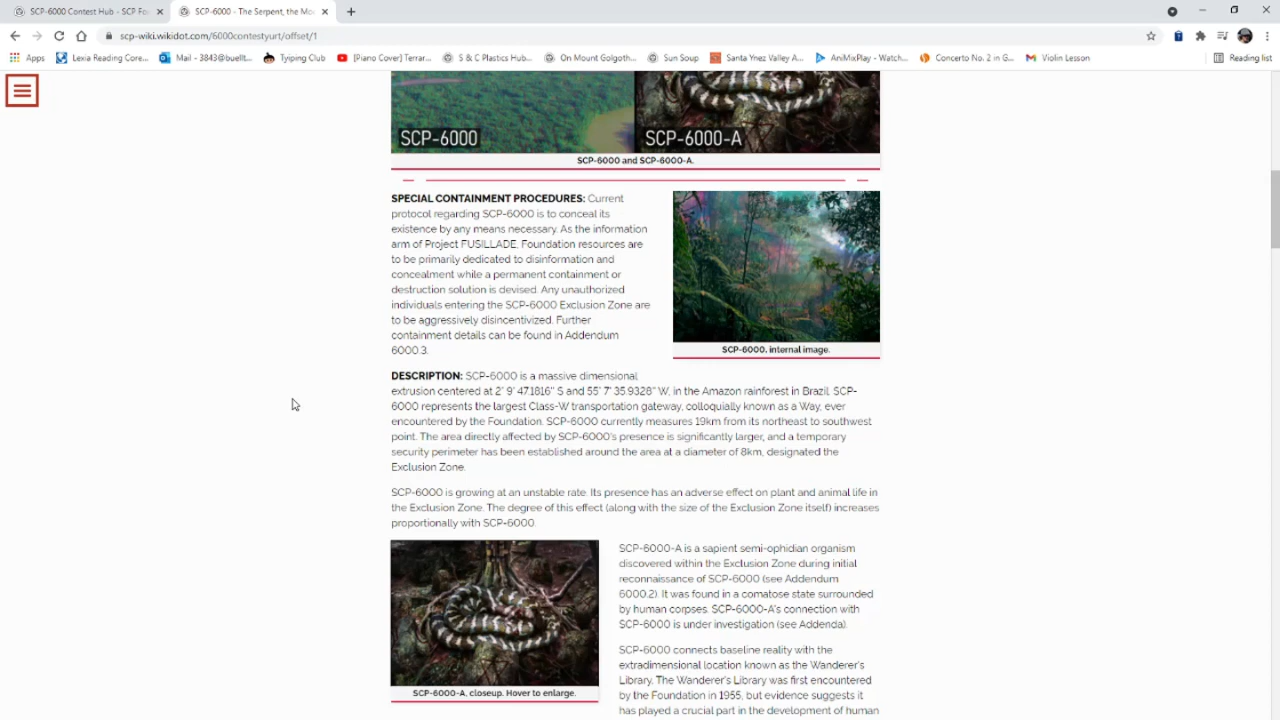 SCP-6000 Contest Hub - SCP Fo
SCP-6000 - The Serpent, the Mo
scp-wiki.wikidot.com/6000contestyurt/offset/1
Apps Lexia Reading Core... Mail - 3843@buellt... Tyiping Club [Piano Cover] Terrar... S & C Plastics Hub... On Mount Golgoth... Sun Soup Santa Ynez Valley A... AniMixPlay - Watch... Concerto No. 2 in G... Violin Lesson Reading list
SCP-6000
SCP-6000-A
SCP-6000 and SCP-6000-A.
SPECIAL CONTAINMENT PROCEDURES: Current
protocol regarding SCP-6000 is to conceal its
existence by any means necessary. As the information
arm of Project FUSILLADE, Foundation resources are
to be primarily dedicated to disinformation and
concealment while a permanent containment or
destruction solution is devised. Any unauthorized
individuals entering the SCP-6000 Exclusion Zone are
to be aggressively disincentivized. Further
containment details can be found in Addendum
6000.3.
SCP-6000, internal image.
DESCRIPTION: SCP-6000 is a massive dimensional
extrusion centered at 2° 9' 47.1816" S and 55° 7' 35.9328" W, in the Amazon rainforest in Brazil. SCP-
6000 represents the largest Class-W transportation gateway, colloquially known as a Way, ever
encountered by the Foundation. SCP-6000 currently measures 19km from its northeast to southwest
point. The area directly affected by SCP-6000's presence is significantly larger, and a temporary
security perimeter has been established around the area at a diameter of 8km, designated the
Exclusion Zone.
SCP-6000 is growing at an unstable rate. Its presence has an adverse effect on plant and animal life in
the Exclusion Zone. The degree of this effect (along with the size of the Exclusion Zone itself) increases
proportionally with SCP-6000.
SCP-6000-A, closeup. Hover to enlarge.
SCP-6000-A is a sapient semi-ophidian organism
discovered within the Exclusion Zone during initial
reconnaissance of SCP-6000 (see Addendum
6000.2). It was found in a comatose state surrounded
by human corpses. SCP-6000-A's connection with
SCP-6000 is under investigation (see Addenda).
SCP-6000 connects baseline reality with the
extradimensional location known as the Wanderer's
Library. The Wanderer's Library was first encountered
by the Foundation in 1955, but evidence suggests it
has played a crucial part in the development of human